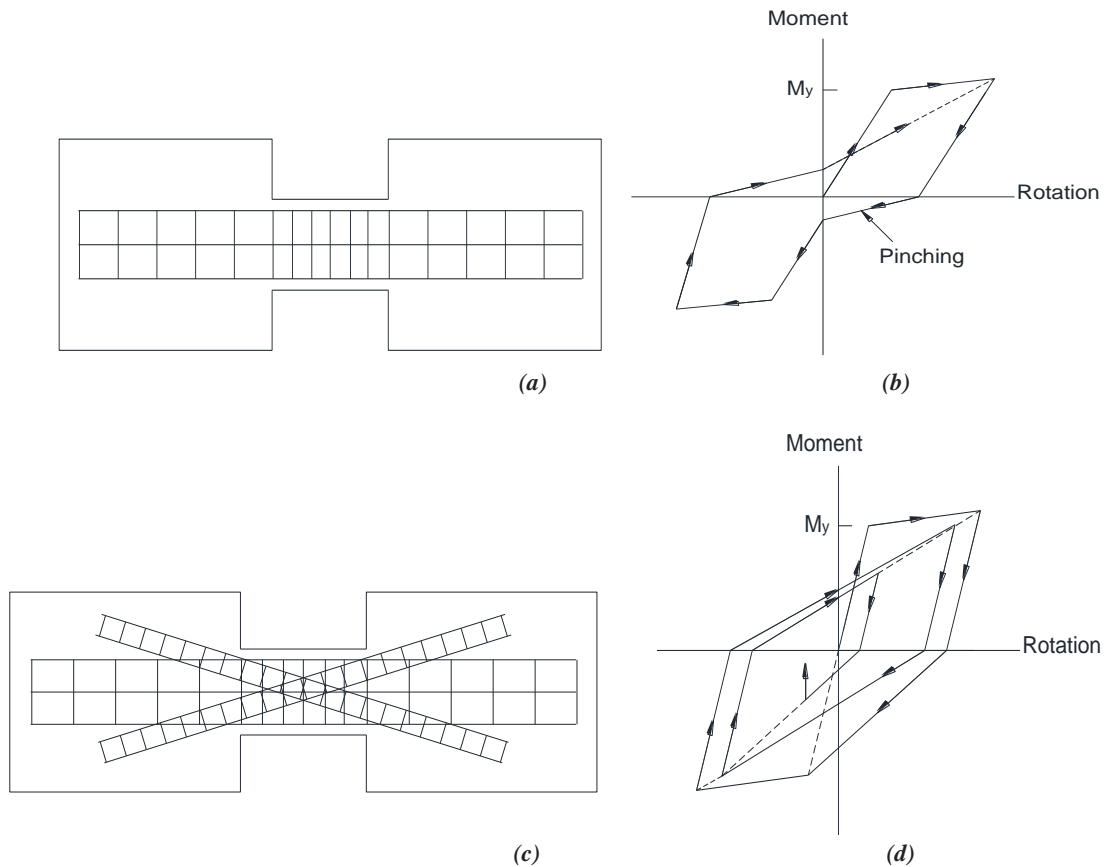 Moment
My
Rotation
Pinching
(a)
(b)
Moment
My
Rotation
(c)
(d)